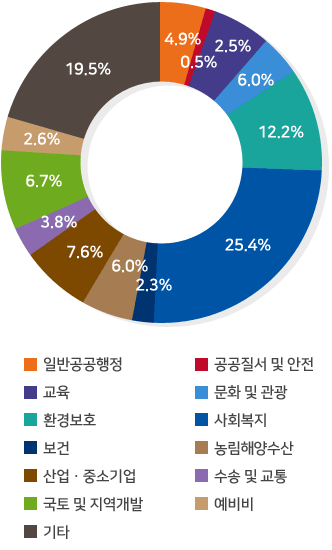 4.9%
0.5%
2.5%
6.0%
12.2%
25.4%
2.3%
6.0%
7.6%
3.8%
6.7%
2.6%
19.5%
일반공공행정 공공질서 및 안전
교육 문화 및 관광
환경보호 사회복지
보건 농림해양수산
산업 · 중소기업 수송 및 교통
국토 및 지역개발 예비비
기타